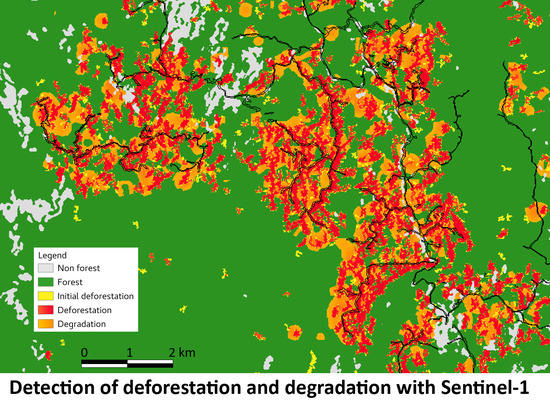 Legend
Non forest
Forest
Initial deforestation
Deforestation
Degradation
0 1 2 km
Detection of deforestation and degradation with Sentinel-1